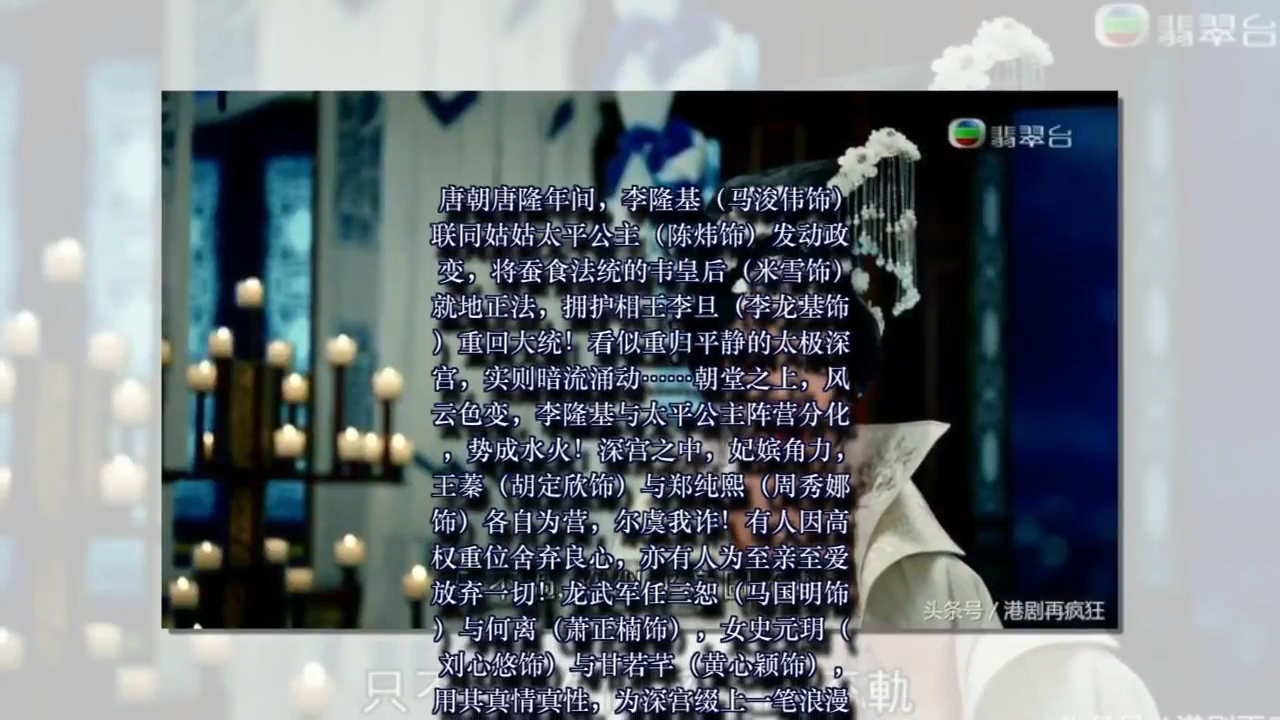 翡翠台
翡翠台
唐朝唐隆年间，李隆基（马浚伟饰）
联同姑姑太平公主（陈炜饰）发动政
变，将蚕食法统的韦皇后（米雪饰）
就地正法，拥护相王李旦（李龙基饰
）重回大统！看似重归平静的太极深
宫，实则暗流涌动……朝堂之上，风
云色变，李隆基与太平公主阵营分化
，势成水火！深宫之中，妃嫔角力，
王蓁（胡定欣饰）与郑纯熙（周秀娜
饰）各自为营，尔虞我诈！有人因高
权重位舍弃良心，亦有人为至亲至爱
放弃一切！龙武军任三恕（马国明饰
）与何离（萧正楠饰），女史元玥（
刘心悠饰）与甘若芊（黄心颖饰），
用其真情真性，为深宫缀上一笔浪漫
头条号 / 港剧再疯狂
只
軌